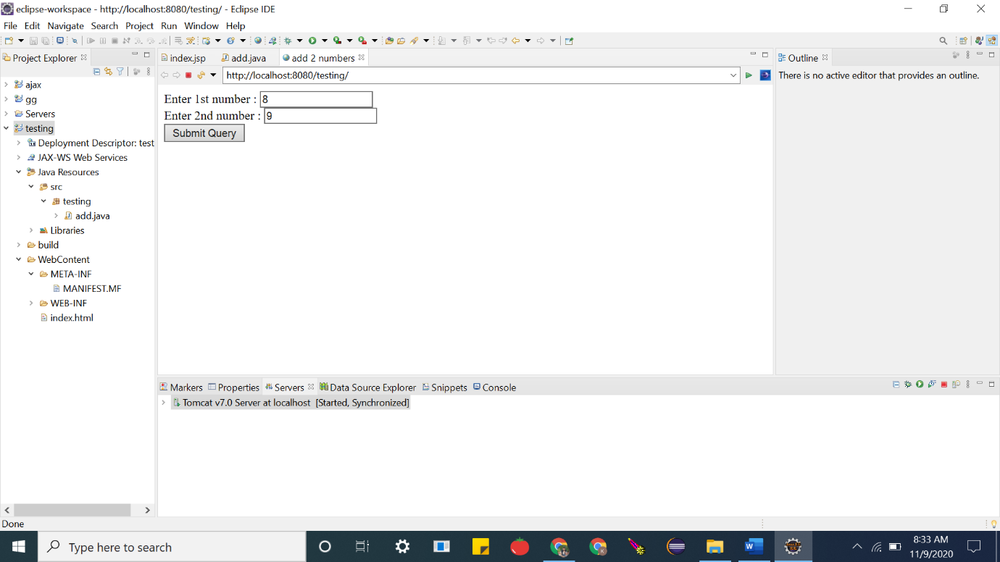 eclipse-workspace - http://localhost:8080/testing/ - Eclipse IDE
File Edit Navigate Search Project Run Window Help
Project Explorer
ajax
gg
Servers
testing
Deployment Descriptor: test
JAX-WS Web Services
Java Resources
src
testing
add.java
Libraries
build
WebContent
META-INF
MANIFEST.MF
WEB-INF
index.html
index.jsp add.java add 2 numbers
http://localhost:8080/testing/
Enter 1st number : 8
Enter 2nd number : 9
Submit Query
Outline
There is no active editor that provides an outline.
Markers Properties Servers Data Source Explorer Snippets Console
Tomcat v7.0 Server at localhost [Started, Synchronized]
Done
Type here to search
8:33 AM
11/9/2020